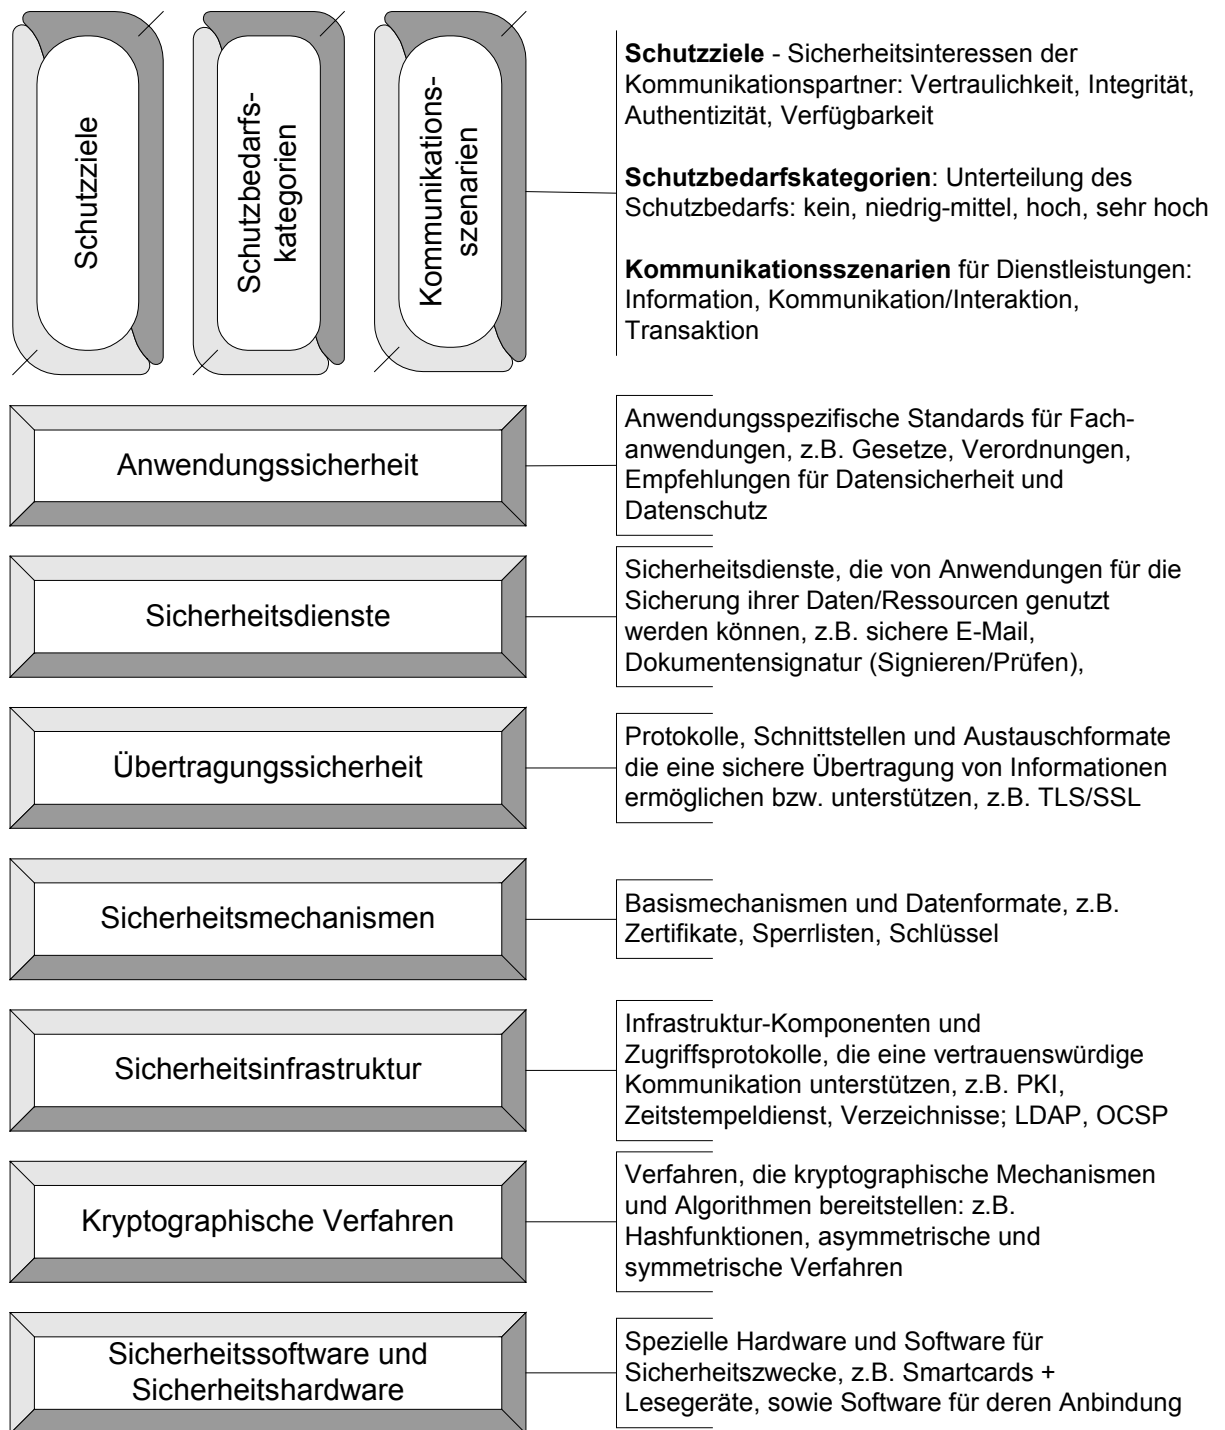 Schutzziele
Schutzbedarfs-
kategorien
Kommunikations-
szenarien
Schutzziele - Sicherheitsinteressen der
Kommunikationspartner: Vertraulichkeit, Integrität,
Authentizität, Verfügbarkeit
Schutzbedarfskategorien: Unterteilung des
Schutzbedarfs: kein, niedrig-mittel, hoch, sehr hoch
Kommunikationsszenarien für Dienstleistungen:
Information, Kommunikation/Interaktion,
Transaktion
Anwendungssicherheit
Anwendungsspezifische Standards für Fach-
anwendungen, z.B. Gesetze, Verordnungen,
Empfehlungen für Datensicherheit und
Datenschutz
Sicherheitsdienste
Sicherheitsdienste, die von Anwendungen für die
Sicherung ihrer Daten/Ressourcen genutzt
werden können, z.B. sichere E-Mail,
Dokumentensignatur (Signieren/Prüfen),
Übertragungssicherheit
Protokolle, Schnittstellen und Austauschformate
die eine sichere Übertragung von Informationen
ermöglichen bzw. unterstützen, z.B. TLS/SSL
Sicherheitsmechanismen
Basismechanismen und Datenformate, z.B.
Zertifikate, Sperrlisten, Schlüssel
Sicherheitsinfrastruktur
Infrastruktur-Komponenten und
Zugriffsprotokolle, die eine vertrauenswürdige
Kommunikation unterstützen, z.B. PKI,
Zeitstempeldienst, Verzeichnisse; LDAP, OCSP
Kryptographische Verfahren
Verfahren, die kryptographische Mechanismen
und Algorithmen bereitstellen: z.B.
Hashfunktionen, asymmetrische und
symmetrische Verfahren
Sicherheitssoftware und
Sicherheitshardware
Spezielle Hardware und Software für
Sicherheitszwecke, z.B. Smartcards +
Lesegeräte, sowie Software für deren Anbindung